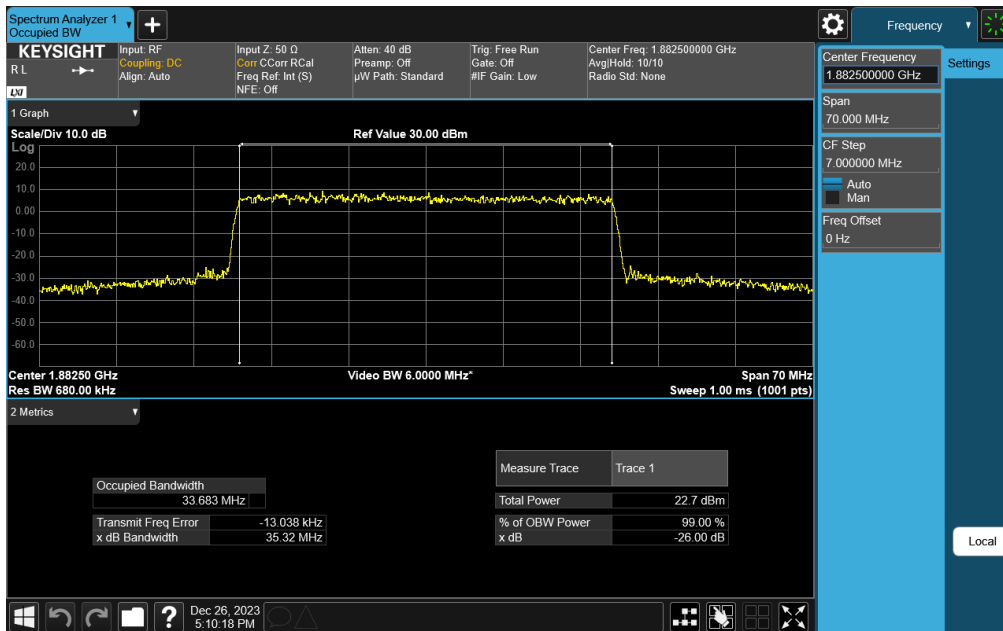 Spectrum Analyzer 1
Occupied BW
+
Frequency
KEYSIGHT
R L
LXI
Input: RF
Coupling: DC
Align: Auto
Input Z: 50 Ω
Corr CCorr RCal
Freq Ref: Int (S)
NFE: Off
Atten: 40 dB
Preamp: Off
µW Path: Standard
Trig: Free Run
Gate: Off
#IF Gain: Low
Center Freq: 1.882500000 GHz
Avg|Hold: 10/10
Radio Std: None
Center Frequency
1.882500000 GHz
Settings
Span
70.000 MHz
CF Step
7.000000 MHz
Auto
Man
Freq Offset
0 Hz
1 Graph
Scale/Div 10.0 dB
Ref Value 30.00 dBm
Log
20.0
10.0
0.00
-10.0
-20.0
-30.0
-40.0
-50.0
-60.0
Center 1.88250 GHz
Video BW 6.0000 MHz*
Span 70 MHz
Res BW 680.00 kHz
Sweep 1.00 ms (1001 pts)
2 Metrics
Measure Trace Trace 1
Occupied Bandwidth
33.683 MHz
Total Power 22.7 dBm
Transmit Freq Error -13.038 kHz
% of OBW Power 99.00 %
x dB Bandwidth 35.32 MHz
x dB -26.00 dB
Local
?
Dec 26, 2023
5:10:18 PM